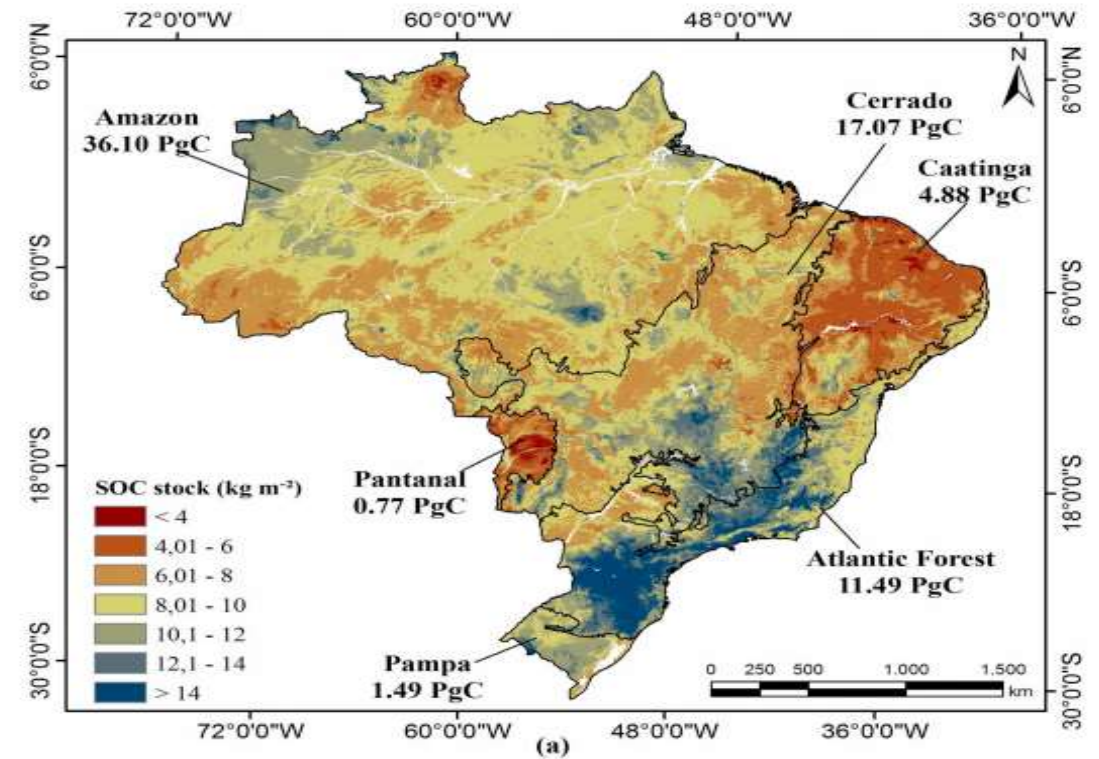 72°0'0"W 60°0'0"W 48°0'0"W 36°0'0"W
6°0'0"N
6°0'0"N
N
Amazon
36.10 PgC
Cerrado
17.07 PgC
Caatinga
4.88 PgC
6°0'0"S
6°0'0"S
Pantanal
0.77 PgC
18°0'0"S
18°0'0"S
SOC stock (kg m⁻²)
< 4
4,01 - 6
6,01 - 8
8,01 - 10
10,1 - 12
12,1 - 14
> 14
Atlantic Forest
11.49 PgC
Pampa
1.49 PgC
30°0'0"S
30°0'0"S
0 250 500 1.000 1.500
km
72°0'0"W 60°0'0"W 48°0'0"W 36°0'0"W
(a)